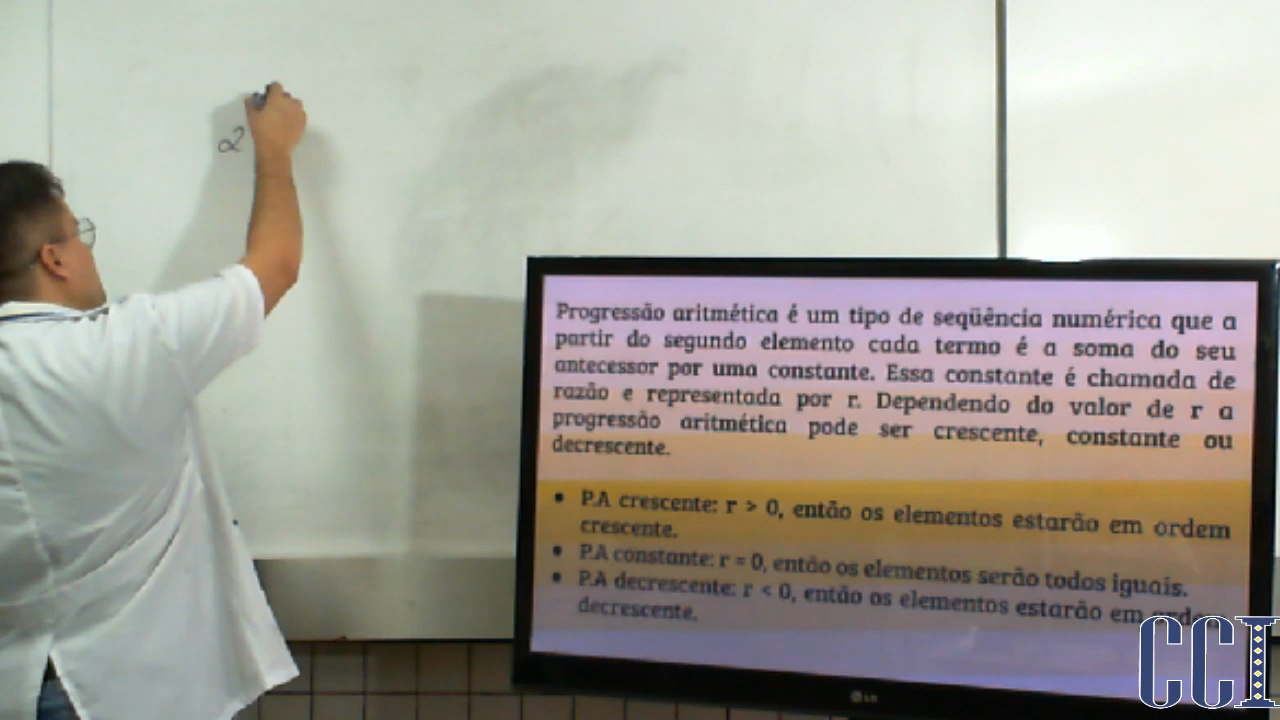 2
Progressão aritmética é um tipo de seqüência numérica que a
partir do segundo elemento cada termo é a soma do seu
antecessor por uma constante. Essa constante é chamada de
razão e representada por r. Dependendo do valor de r a
progressão aritmética pode ser crescente, constante ou
decrescente.
• P.A crescente: r > 0, então os elementos estarão em ordem
crescente.
• P.A constante: r = 0, então os elementos serão todos iguais.
• P.A decrescente: r < 0, então os elementos estarão em orde
decrescente.
CCI
LG